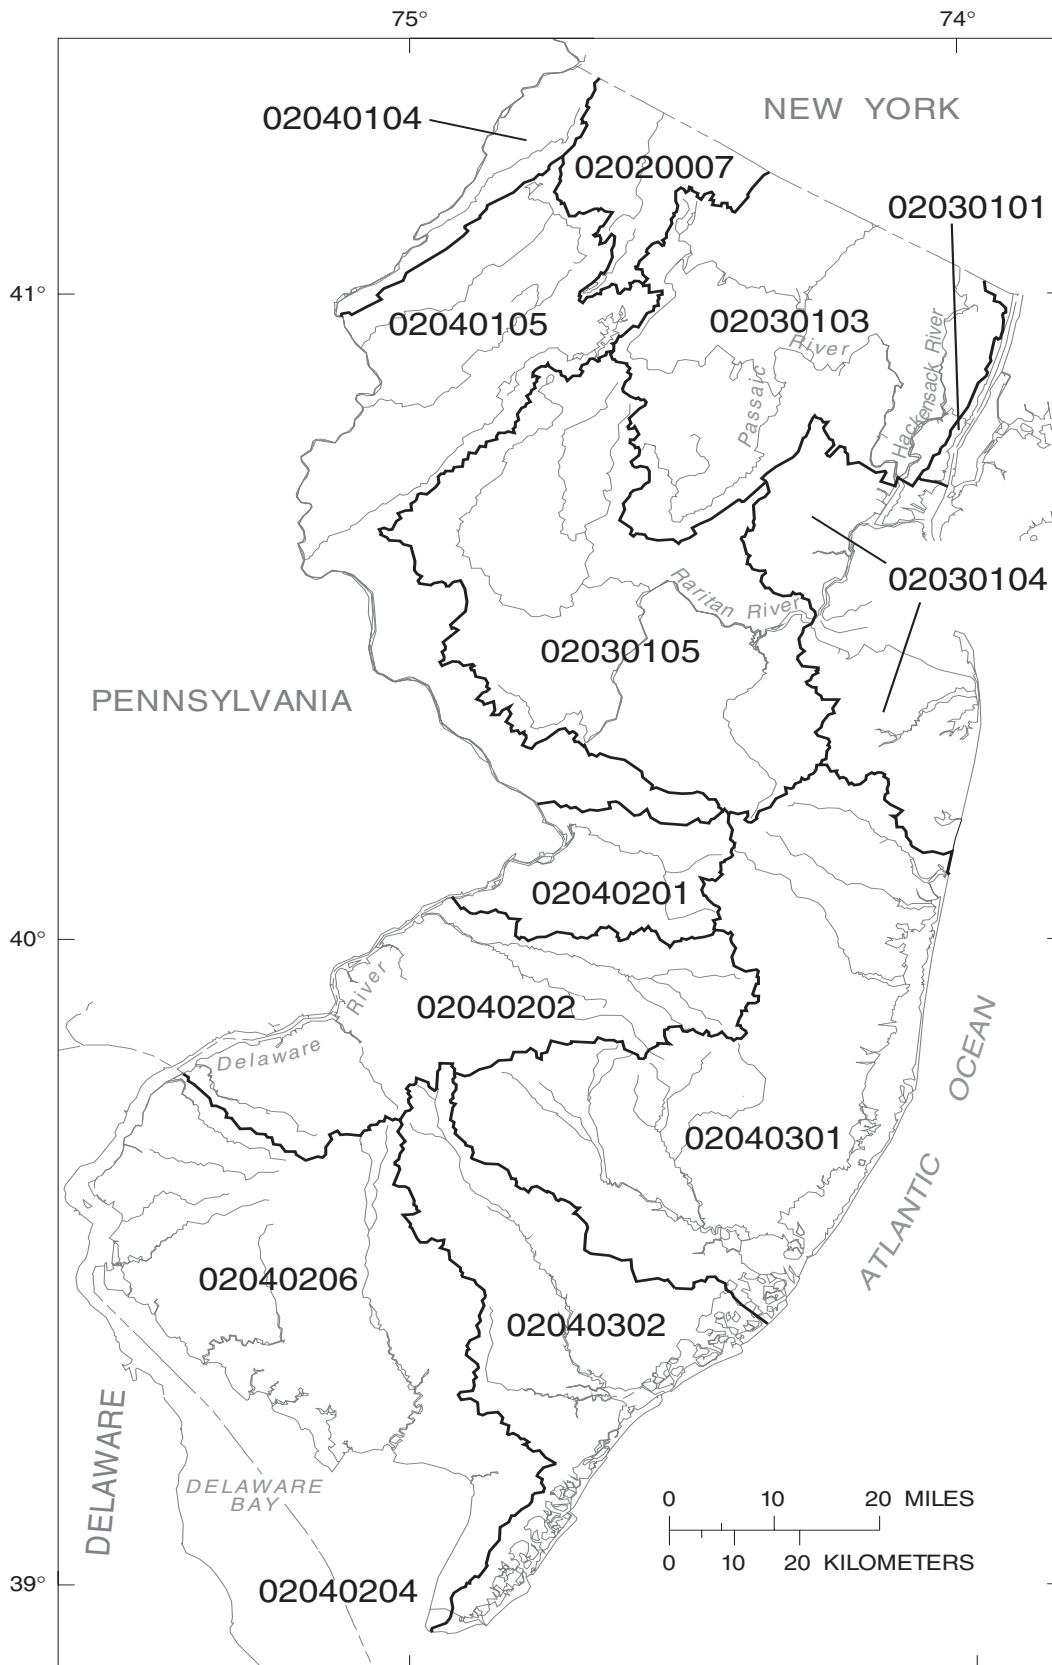 75°
74°
NEW YORK
02040104
02020007
02030101
41°
02040105
02030103
River
Hackensack River
Passaic
02030104
Raritan River
02030105
PENNSYLVANIA
02040201
40°
River
02040202
OCEAN
Delaware
02040301
ATLANTIC
02040206
02040302
DELAWARE
DELAWARE
BAY
0 10 20 MILES
0 10 20 KILOMETERS
39°
02040204